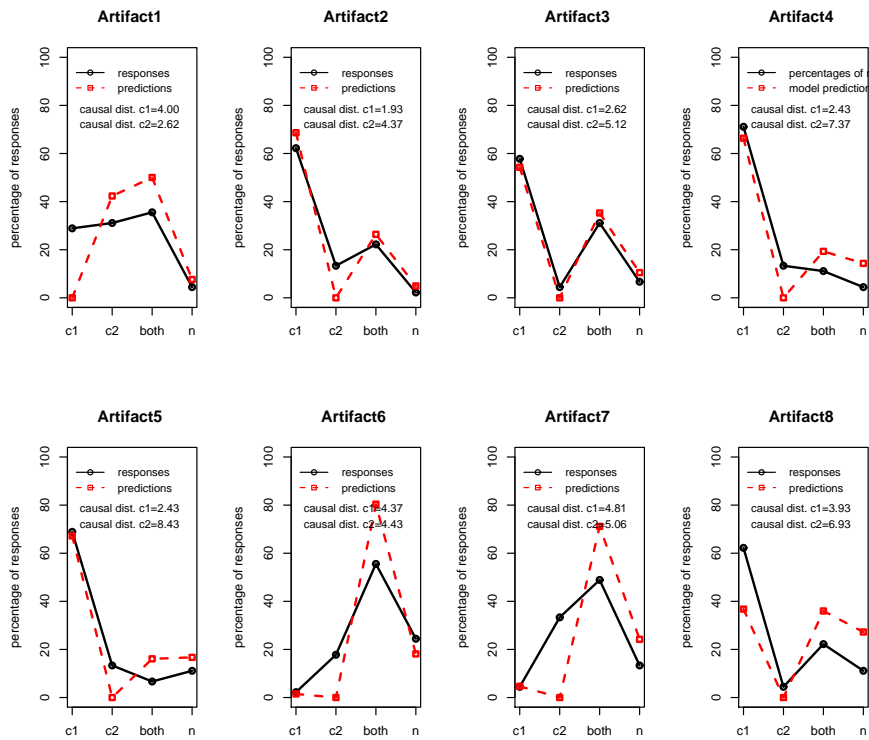 Artifact1
percentage of responses
100
80
60
40
20
0
responses
predictions
causal dist. c1=4.00
causal dist. c2=2.62
c1 c2 both n
Artifact2
percentage of responses
100
80
60
40
20
0
responses
predictions
causal dist. c1=1.93
causal dist. c2=4.37
c1 c2 both n
Artifact3
percentage of responses
100
80
60
40
20
0
responses
predictions
causal dist. c1=2.62
causal dist. c2=5.12
c1 c2 both n
Artifact4
percentage of responses
100
80
60
40
20
0
percentages of
model prediction
causal dist. c1=2.43
causal dist. c2=7.37
c1 c2 both n
Artifact5
percentage of responses
100
80
60
40
20
0
responses
predictions
causal dist. c1=2.43
causal dist. c2=8.43
c1 c2 both n
Artifact6
percentage of responses
100
80
60
40
20
0
responses
predictions
causal dist. c1=4.37
causal dist. c2=4.43
c1 c2 both n
Artifact7
percentage of responses
100
80
60
40
20
0
responses
predictions
causal dist. c1=4.81
causal dist. c2=5.06
c1 c2 both n
Artifact8
percentage of responses
100
80
60
40
20
0
responses
predictions
causal dist. c1=3.93
causal dist. c2=6.93
c1 c2 both n